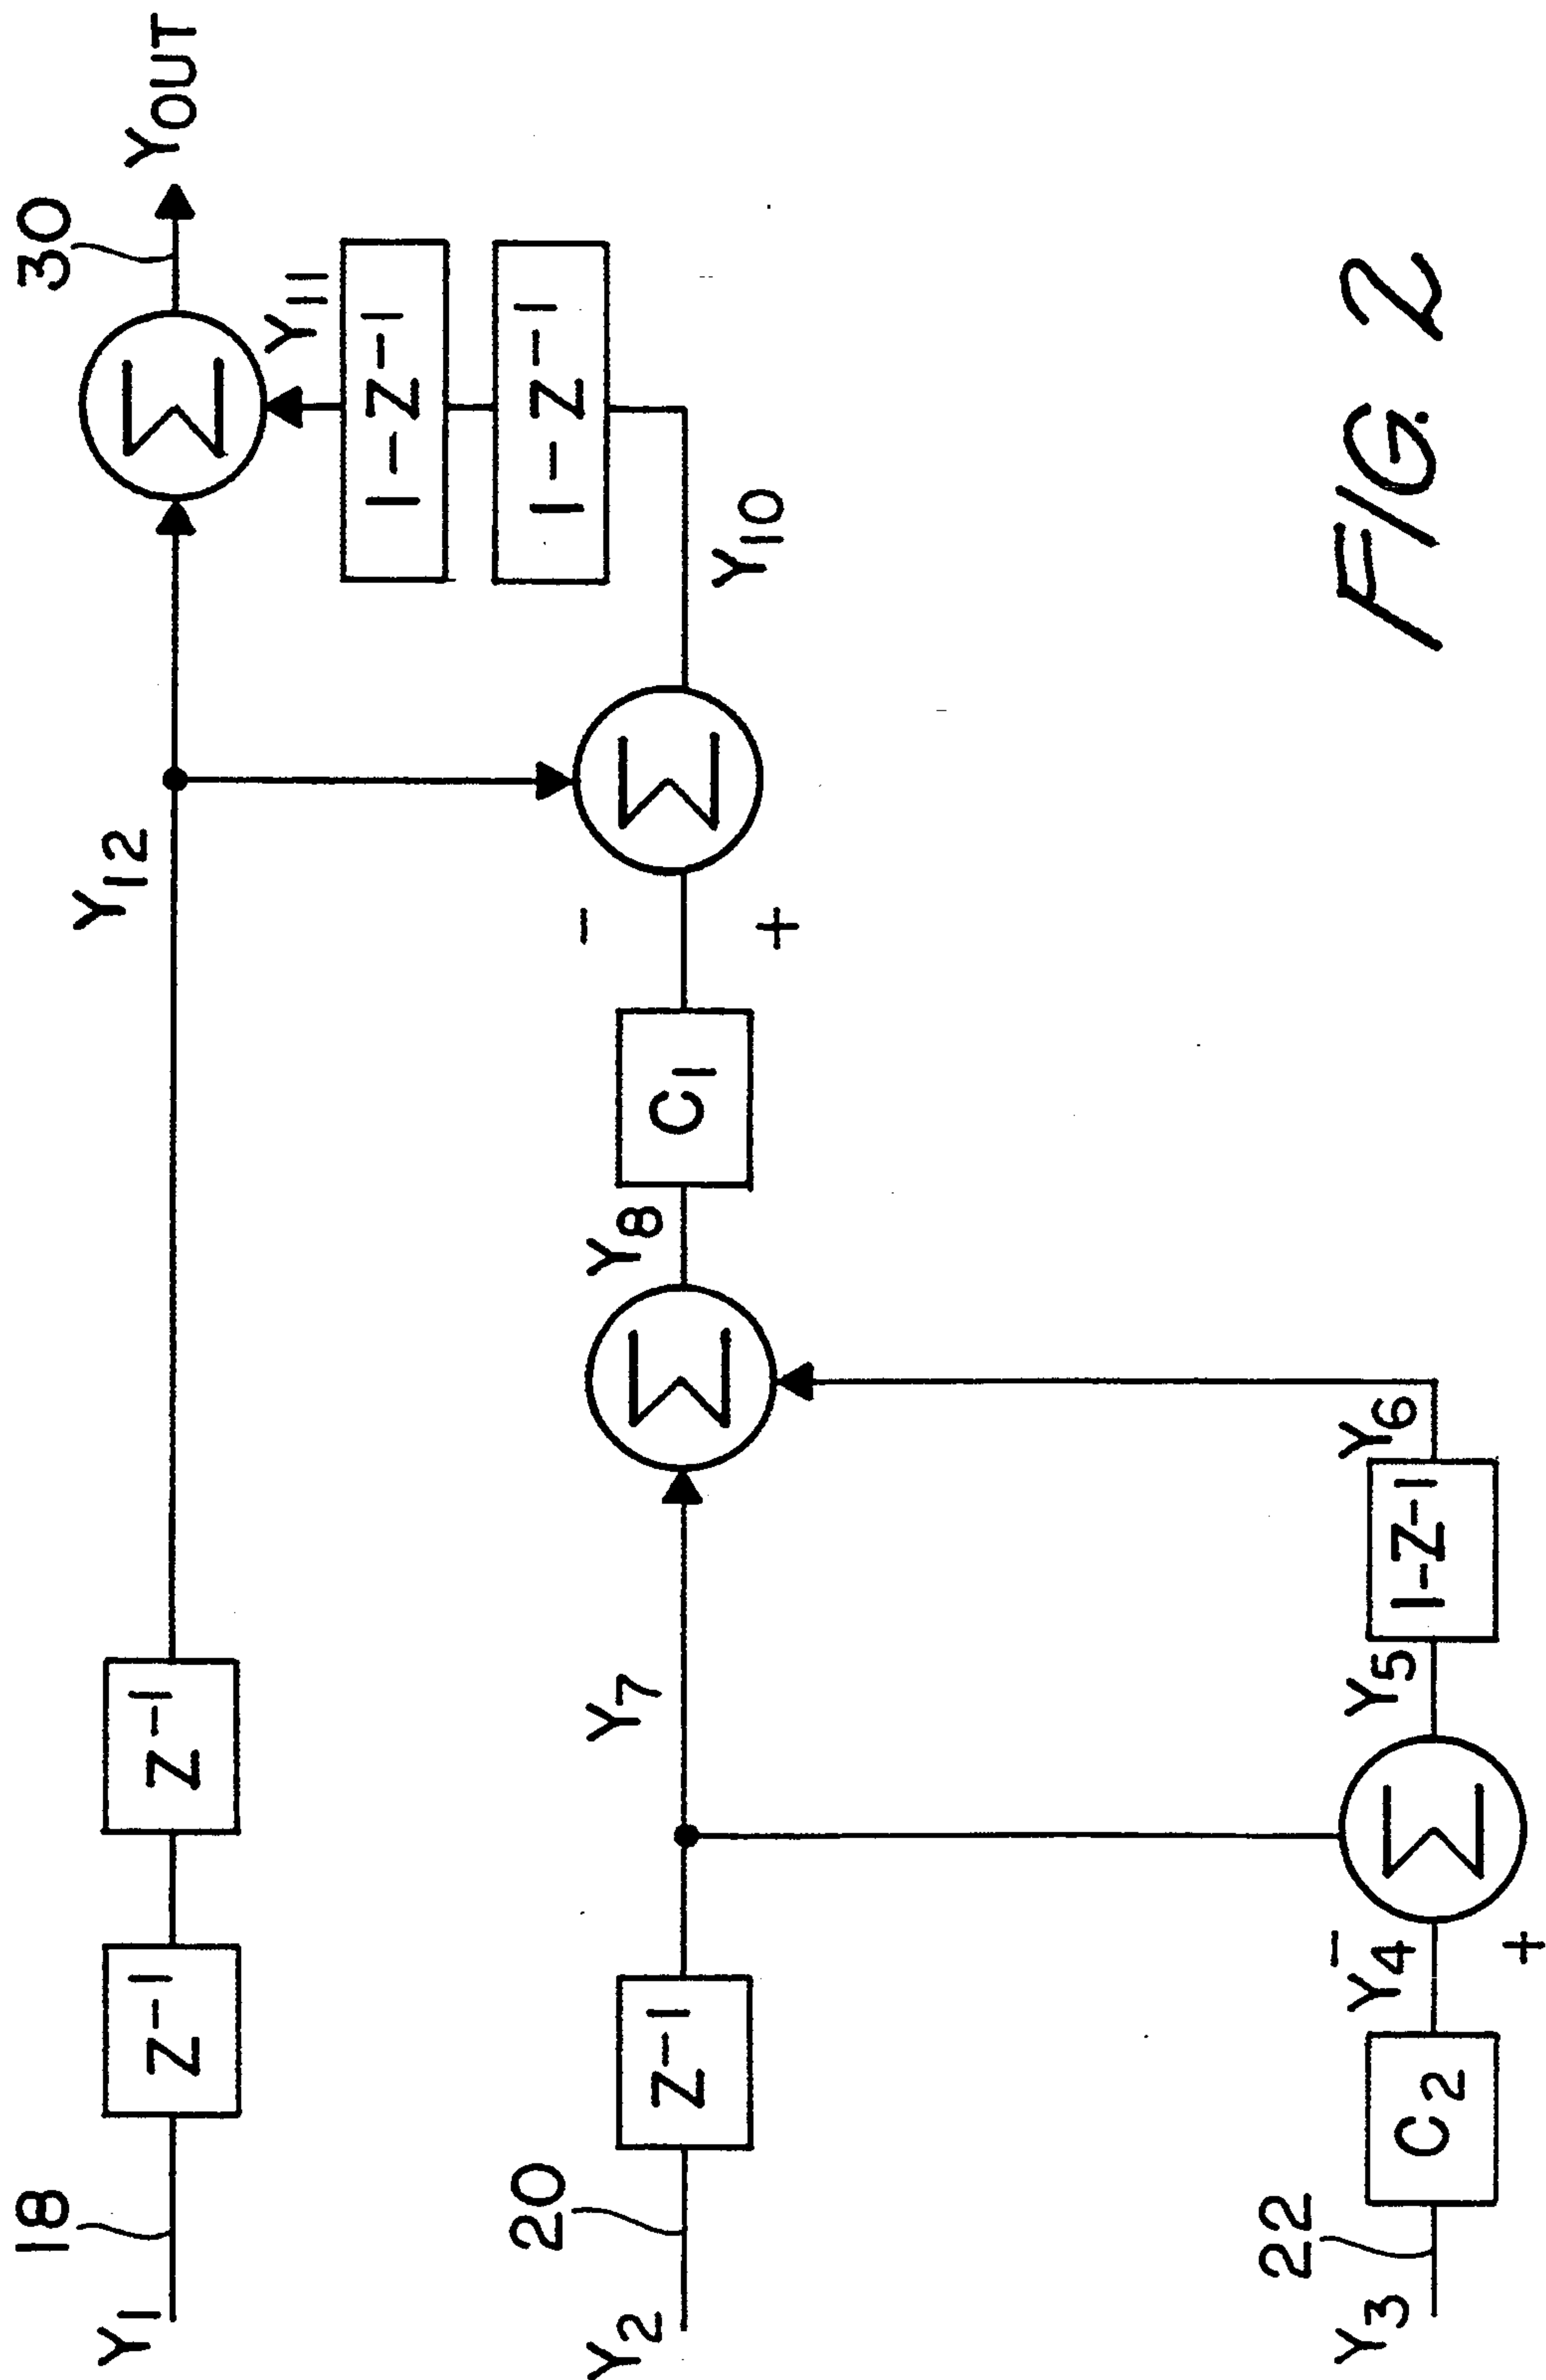 18
Y1
Z⁻¹
Z⁻¹
Y12
Σ
30
YOUT
Y11
1-Z⁻¹
1-Z⁻¹
20
Y2
Z⁻¹
Y7
Σ
Y8
C1
-
+
Σ
Y10
22
Y3
C2
Y4
-
+
Σ
Y5
1-Z⁻¹
Y6
FIG. 2